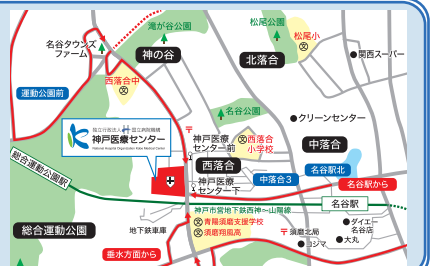 滝が谷公園
松尾公園
松尾小
名谷タウンズ
ファーム
神の谷
北落合
関西スーパー
西落合中
運動公園前
名谷公園
クリーンセンター
独立行政法人 国立病院機構
神戸医療センター
National Hospital Organization Kobe Medical Center
神戸医療
センター前
西落合
小学校
中落合
総合運動公園駅
西落合
名谷駅北
神戸医療
センター下
中落合3
名谷駅から
名谷駅
神戸市営地下鉄西神⇔山陽線
総合運動公園
地下鉄車庫
青陽須磨支援学校
須磨翔風高
須磨北局
ダイエー
名谷店
コジマ
大丸
垂水方面から